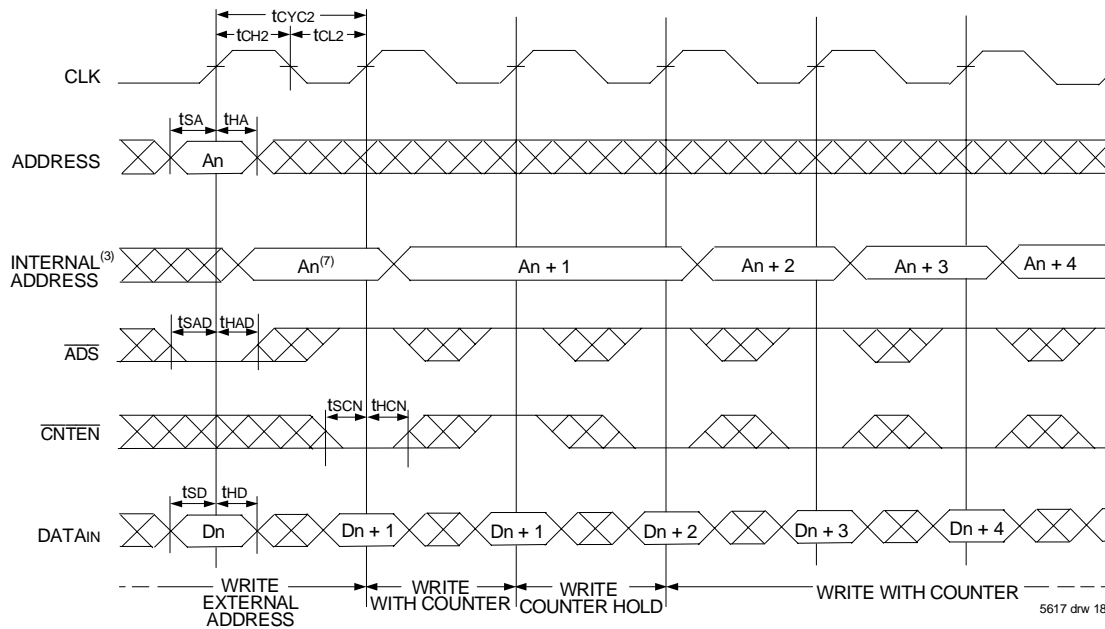 tCYC2
tCH2 tCL2
CLK
tSA tHA
ADDRESS An
INTERNAL(3)
ADDRESS
An(7) An + 1 An + 2 An + 3 An + 4
tSAD tHAD
ADS
tSCN tHCN
CNTEN
tSD tHD
DATAIN Dn Dn + 1 Dn + 1 Dn + 2 Dn + 3 Dn + 4
WRITE
EXTERNAL
ADDRESS
WRITE
WITH COUNTER
WRITE
COUNTER HOLD
WRITE WITH COUNTER
5617 drw 18